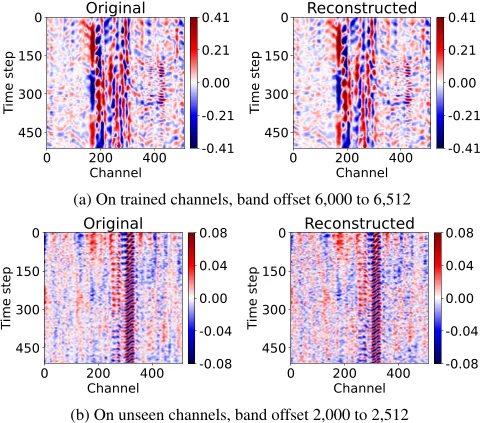 Original
Reconstructed
0
150
300
450
Time step
0 200 400
Channel
0.41
0.21
0.00
-0.21
-0.41
0
150
300
450
Time step
0 200 400
Channel
0.41
0.21
0.00
-0.21
-0.41
(a) On trained channels, band offset 6,000 to 6,512
Original
Reconstructed
0
150
300
450
Time step
0 200 400
Channel
0.08
0.04
0.00
-0.04
-0.08
0
150
300
450
Time step
0 200 400
Channel
0.08
0.04
0.00
-0.04
-0.08
(b) On unseen channels, band offset 2,000 to 2,512